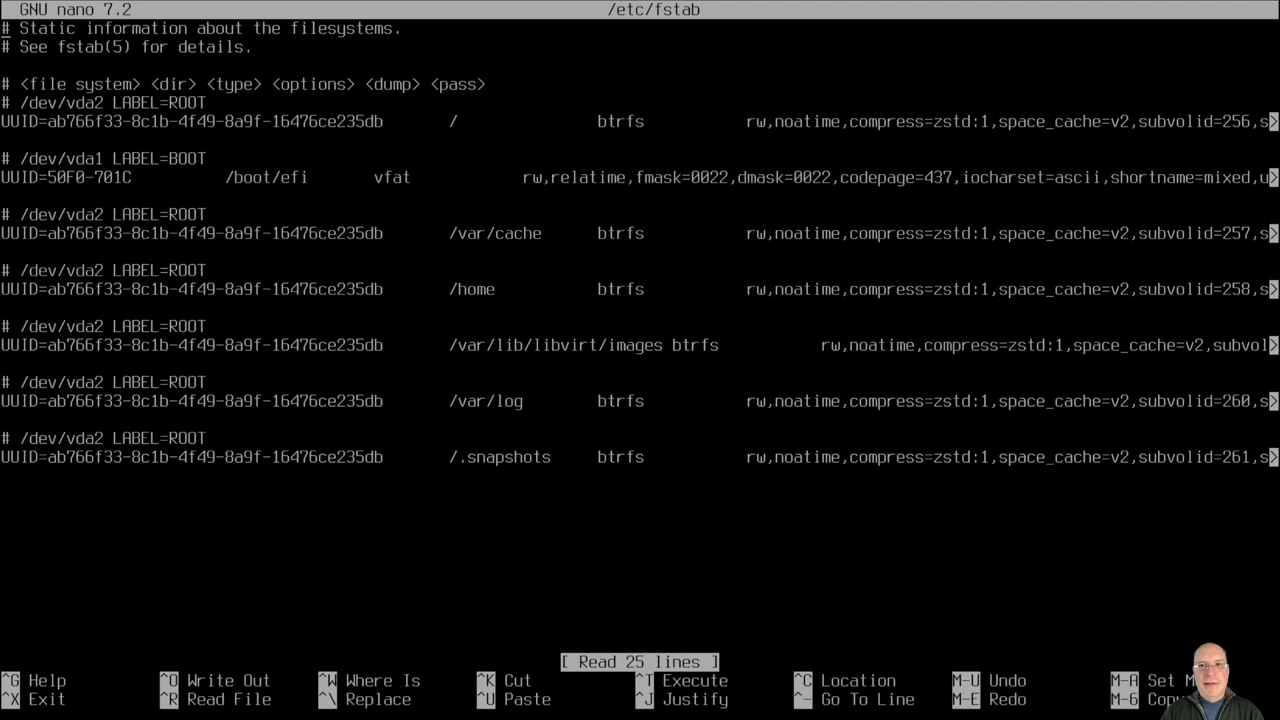 GNU nano 7.2 /etc/fstab
# Static information about the filesystems.
# See fstab(5) for details.
# <file system> <dir> <type> <options> <dump> <pass>
# /dev/vda2 LABEL=ROOT
UUID=ab766f33-8c1b-4f49-8a9f-16476ce235db / btrfs rw,noatime,compress=zstd:1,space_cache=v2,subvolid=256,s>
# /dev/vda1 LABEL=BOOT
UUID=50F0-701C /boot/efi vfat rw,relatime,fmask=0022,dmask=0022,codepage=437,iocharset=ascii,shortname=mixed,u>
# /dev/vda2 LABEL=ROOT
UUID=ab766f33-8c1b-4f49-8a9f-16476ce235db /var/cache btrfs rw,noatime,compress=zstd:1,space_cache=v2,subvolid=257,s>
# /dev/vda2 LABEL=ROOT
UUID=ab766f33-8c1b-4f49-8a9f-16476ce235db /home btrfs rw,noatime,compress=zstd:1,space_cache=v2,subvolid=258,s>
# /dev/vda2 LABEL=ROOT
UUID=ab766f33-8c1b-4f49-8a9f-16476ce235db /var/lib/libvirt/images btrfs rw,noatime,compress=zstd:1,space_cache=v2,subvol>
# /dev/vda2 LABEL=ROOT
UUID=ab766f33-8c1b-4f49-8a9f-16476ce235db /var/log btrfs rw,noatime,compress=zstd:1,space_cache=v2,subvolid=260,s>
# /dev/vda2 LABEL=ROOT
UUID=ab766f33-8c1b-4f49-8a9f-16476ce235db /.snapshots btrfs rw,noatime,compress=zstd:1,space_cache=v2,subvolid=261,s>
[ Read 25 lines ]
^G Help ^O Write Out ^W Where Is ^K Cut ^T Execute ^C Location M-U Undo M-A Set
^X Exit ^R Read File ^\ Replace ^U Paste ^J Justify ^- Go To Line M-E Redo M-6